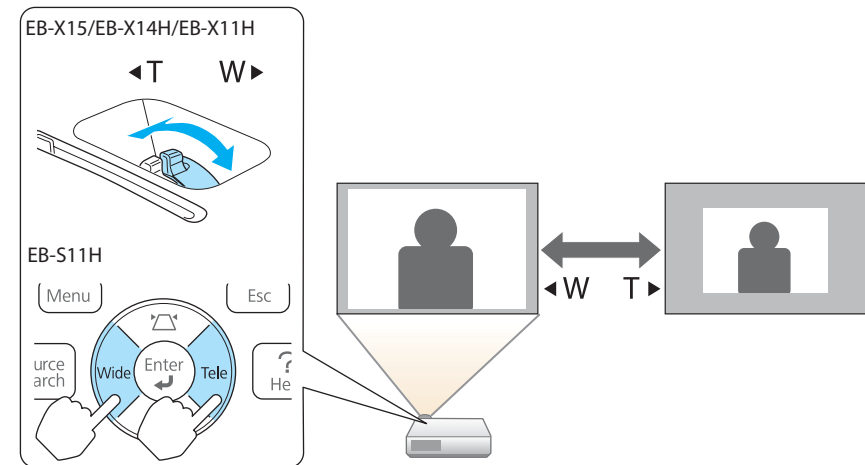 EB-X15/EB-X14H/EB-X11H
◀T W▶
EB-S11H
Menu Esc
Wide Enter Tele
urce
arch
?
He
◀W T▶